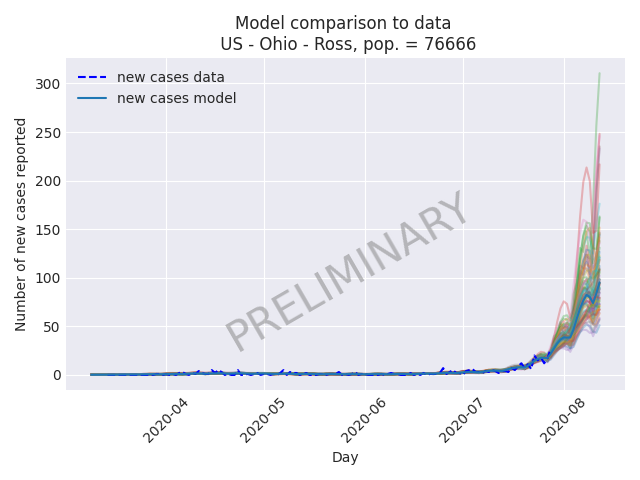 Model comparison to data
US - Ohio - Ross, pop. = 76666
new cases data
new cases model
Number of new cases reported
300
250
200
150
100
50
0
PRELIMINARY
2020-04
2020-05
2020-06
2020-07
2020-08
Day